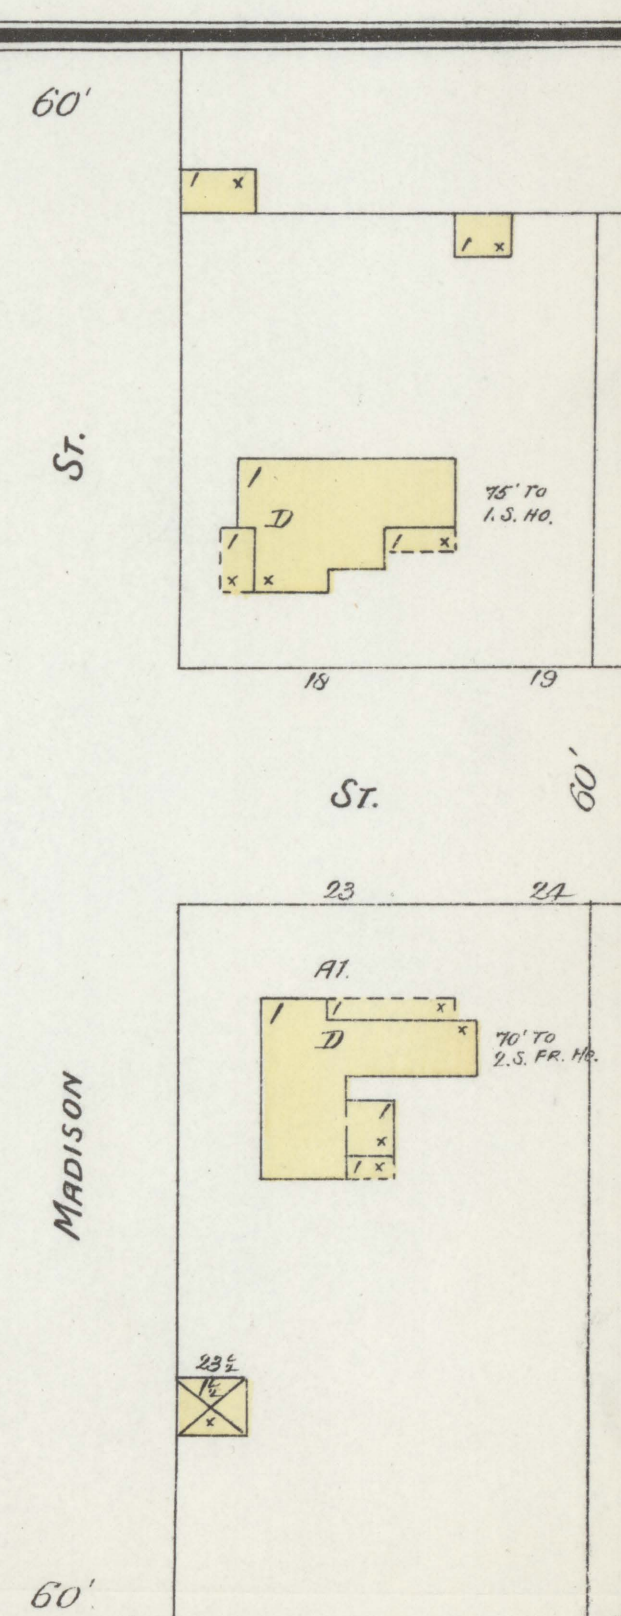 60'
1 x
1 x
ST.
1
D
75' TO
1. S. HO.
1
1 x
x x
18 19
ST.
60'
23 24
A1.
1
1 x
D
x
70' TO
2. S. FR. HO.
1
x
1 x
MADISON
23½
1½
x
60'